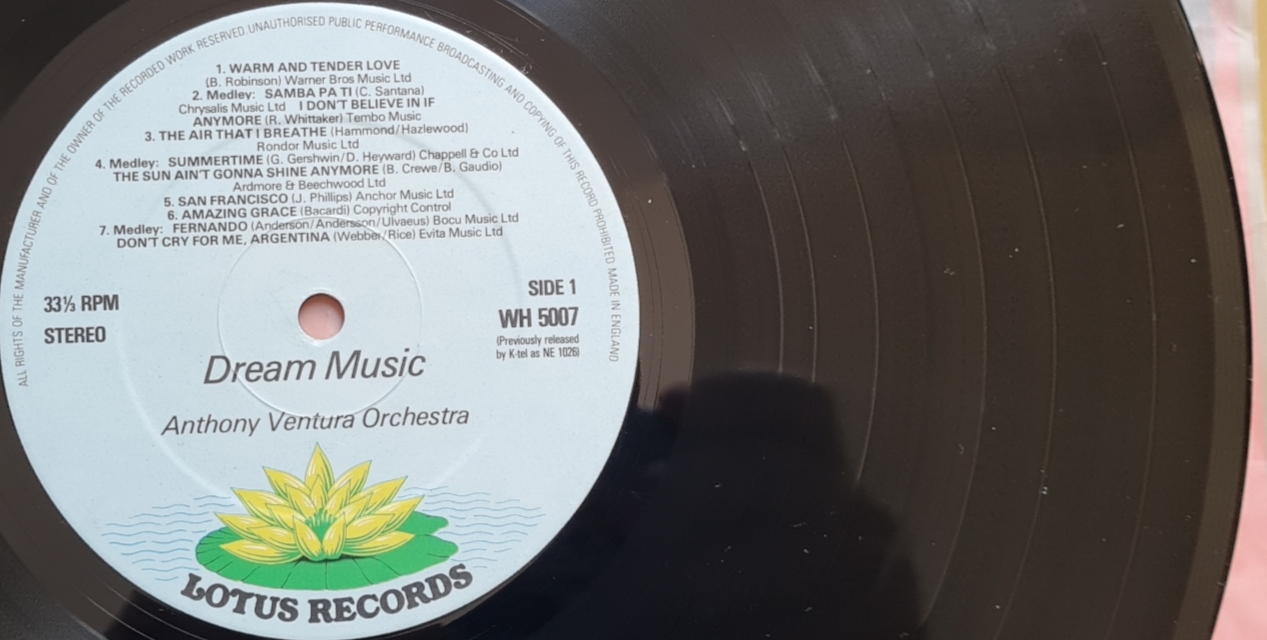 ALL RIGHTS OF THE MANUFACTURER AND OF THE OWNER OF THE RECORDED WORK RESERVED. UNAUTHORISED PUBLIC PERFORMANCE BROADCASTING AND COPYING OF THIS RECORD PROHIBITED MADE IN ENGLAND
1. WARM AND TENDER LOVE
(B. Robinson) Warner Bros Music Ltd
2. Medley: SAMBA PA TI (C. Santana)
Chrysalis Music Ltd I DON'T BELIEVE IN IF
ANYMORE (R. Whittaker) Tembo Music
3. THE AIR THAT I BREATHE (Hammond/Hazlewood)
Rondor Music Ltd
4. Medley: SUMMERTIME (G. Gershwin/D. Heyward) Chappell & Co Ltd
THE SUN AIN'T GONNA SHINE ANYMORE (B. Crewe/B. Gaudio)
Ardmore & Beechwood Ltd
5. SAN FRANCISCO (J. Phillips) Anchor Music Ltd
6. AMAZING GRACE (Bacardi) Copyright Control
7. Medley: FERNANDO (Anderson/Andersson/Ulvaeus) Bocu Music Ltd
DON'T CRY FOR ME, ARGENTINA (Webber/Rice) Evita Music Ltd
33⅓ RPM
STEREO
SIDE 1
WH 5007
(Previously released
by K-tel as NE 1026)
Dream Music
Anthony Ventura Orchestra
LOTUS RECORDS